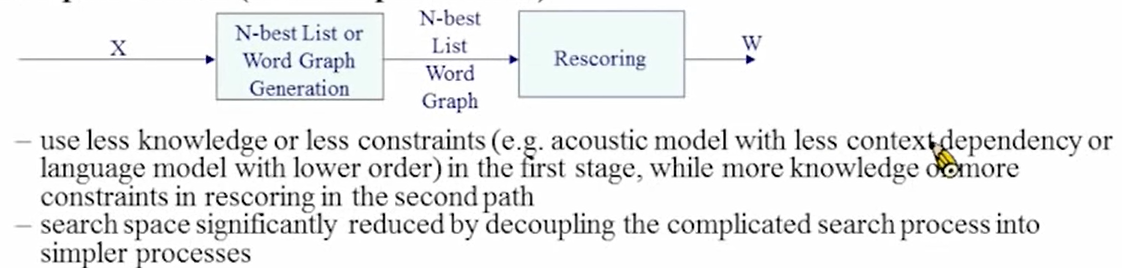 X
N-best List or
Word Graph
Generation
N-best
List
Word
Graph
Rescoring
W
– use less knowledge or less constraints (e.g. acoustic model with less context dependency or
language model with lower order) in the first stage, while more knowledge or more
constraints in rescoring in the second path
– search space significantly reduced by decoupling the complicated search process into
simpler processes